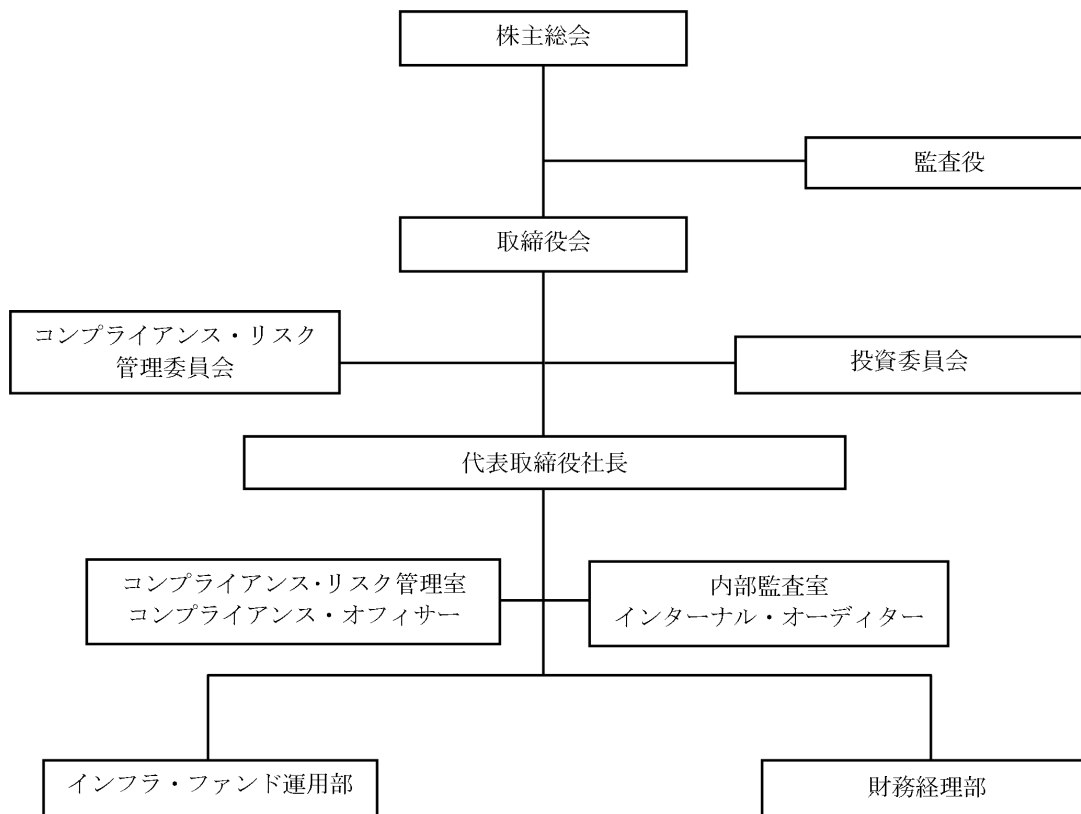 株主総会
監査役
取締役会
コンプライアンス・リスク
管理委員会
投資委員会
代表取締役社長
コンプライアンス・リスク管理室
コンプライアンス・オフィサー
内部監査室
インターナル・オーディター
インフラ・ファンド運用部
財務経理部